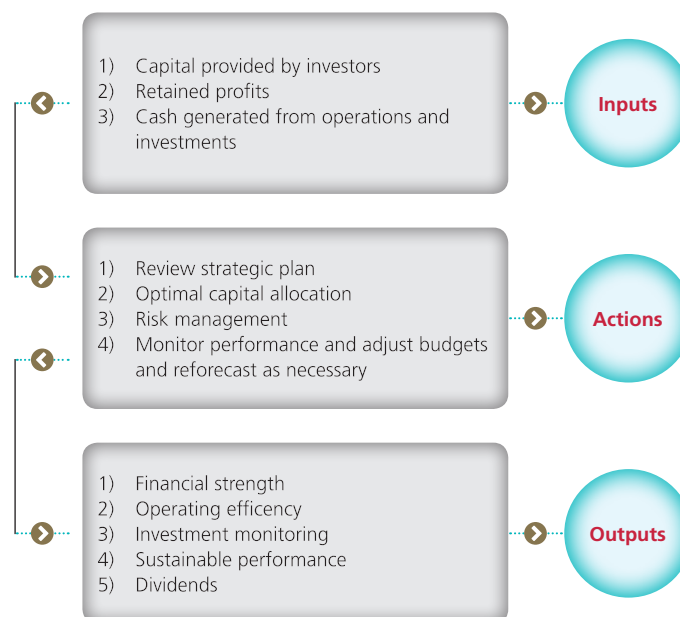 1) Capital provided by investors
2) Retained profits
3) Cash generated from operations and
investments
Inputs
1) Review strategic plan
2) Optimal capital allocation
3) Risk management
4) Monitor performance and adjust budgets
and reforecast as necessary
Actions
1) Financial strength
2) Operating efficency
3) Investment monitoring
4) Sustainable performance
5) Dividends
Outputs